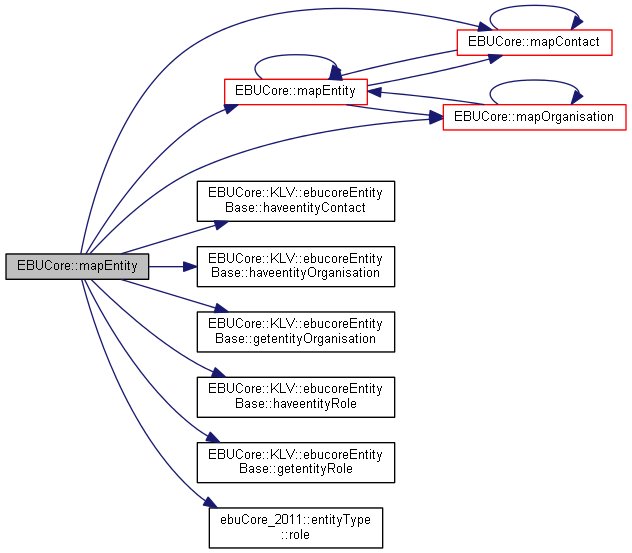 EBUCore::mapContact
EBUCore::mapEntity
EBUCore::mapOrganisation
EBUCore::KLV::ebucoreEntity
Base::haveentityContact
EBUCore::mapEntity
EBUCore::KLV::ebucoreEntity
Base::haveentityOrganisation
EBUCore::KLV::ebucoreEntity
Base::getentityOrganisation
EBUCore::KLV::ebucoreEntity
Base::haveentityRole
EBUCore::KLV::ebucoreEntity
Base::getentityRole
ebuCore_2011::entityType
::role